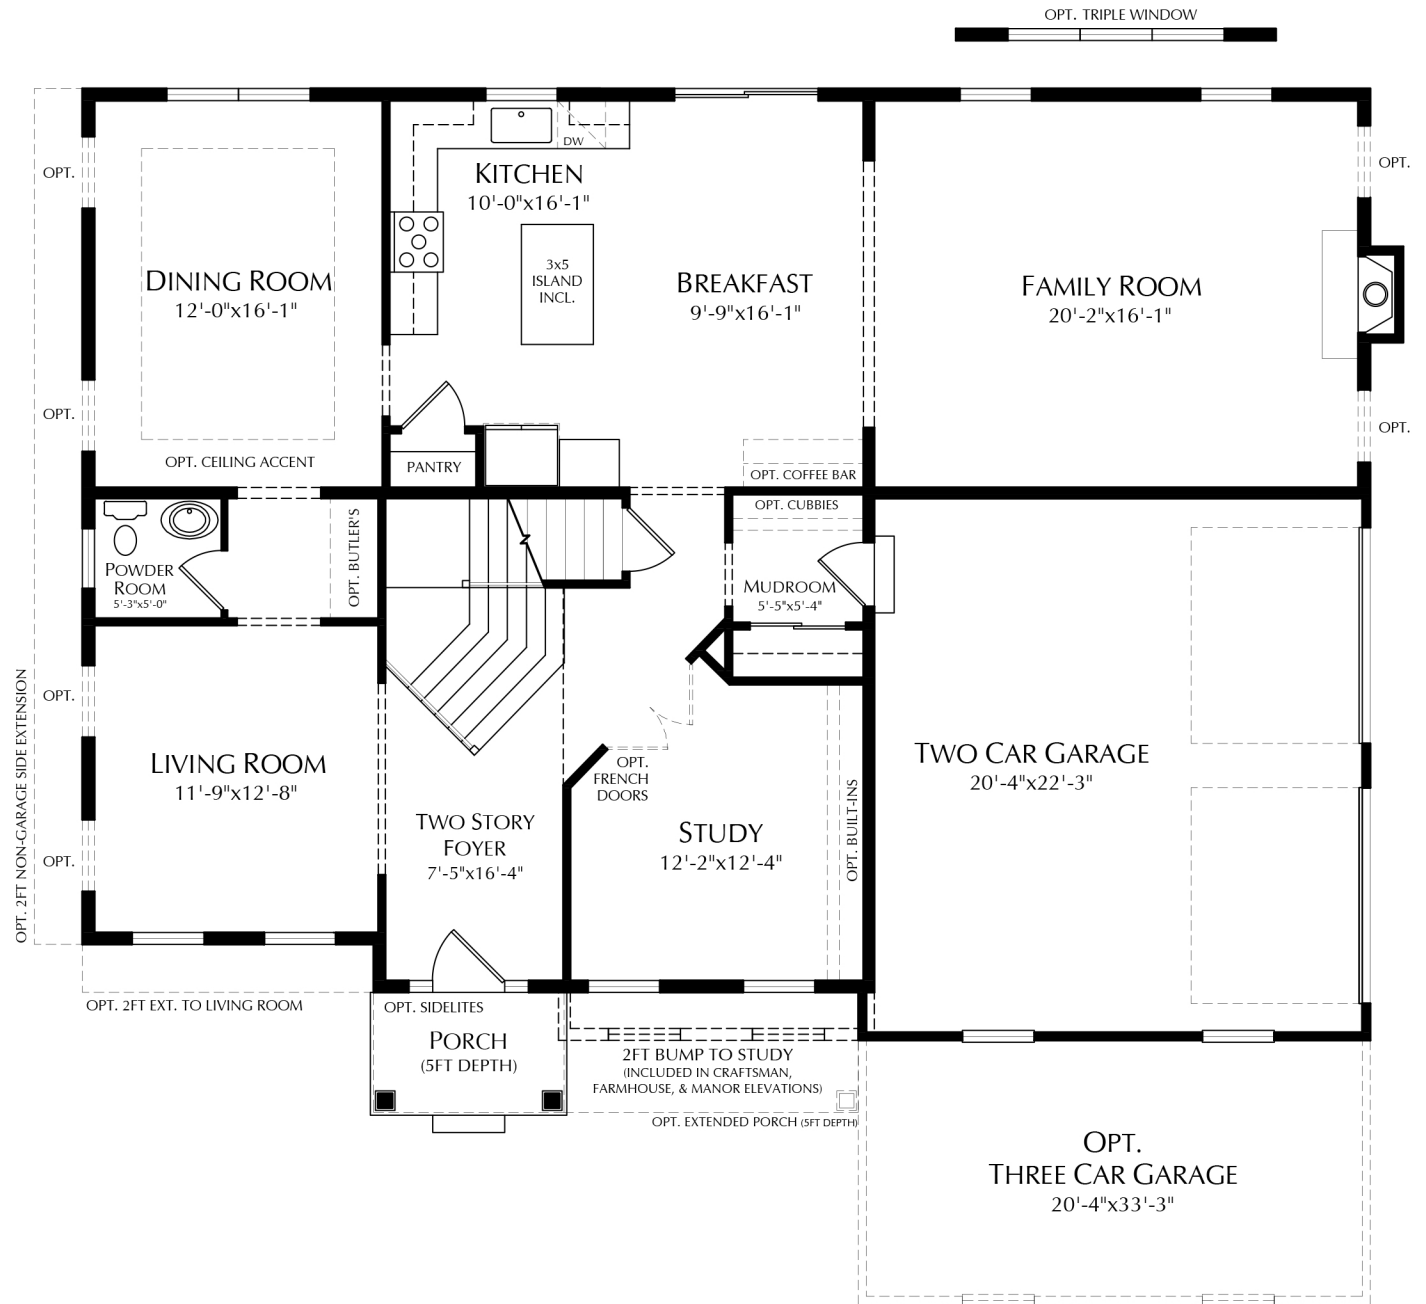 OPT. TRIPLE WINDOW
OPT.
DW
KITCHEN
10'-0"x16'-1"
OPT.
3x5
ISLAND
INCL.
DINING ROOM
12'-0"x16'-1"
BREAKFAST
9'-9"x16'-1"
FAMILY ROOM
20'-2"x16'-1"
OPT.
OPT.
OPT. CEILING ACCENT
PANTRY
OPT. COFFEE BAR
OPT. CUBBIES
OPT. BUTLER'S
POWDER
ROOM
5'-3"x5'-0"
MUDROOM
5'-5"x5'-4"
OPT. 2FT NON-GARAGE SIDE EXTENSION
OPT.
LIVING ROOM
11'-9"x12'-8"
OPT.
FRENCH
DOORS
TWO CAR GARAGE
20'-4"x22'-3"
OPT. BUILT-INS
TWO STORY
FOYER
7'-5"x16'-4"
STUDY
12'-2"x12'-4"
OPT.
OPT. 2FT EXT. TO LIVING ROOM
OPT. SIDELITES
PORCH
(5FT DEPTH)
2FT BUMP TO STUDY
(INCLUDED IN CRAFTSMAN,
FARMHOUSE, & MANOR ELEVATIONS)
OPT. EXTENDED PORCH (5FT DEPTH)
OPT.
THREE CAR GARAGE
20'-4"x33'-3"